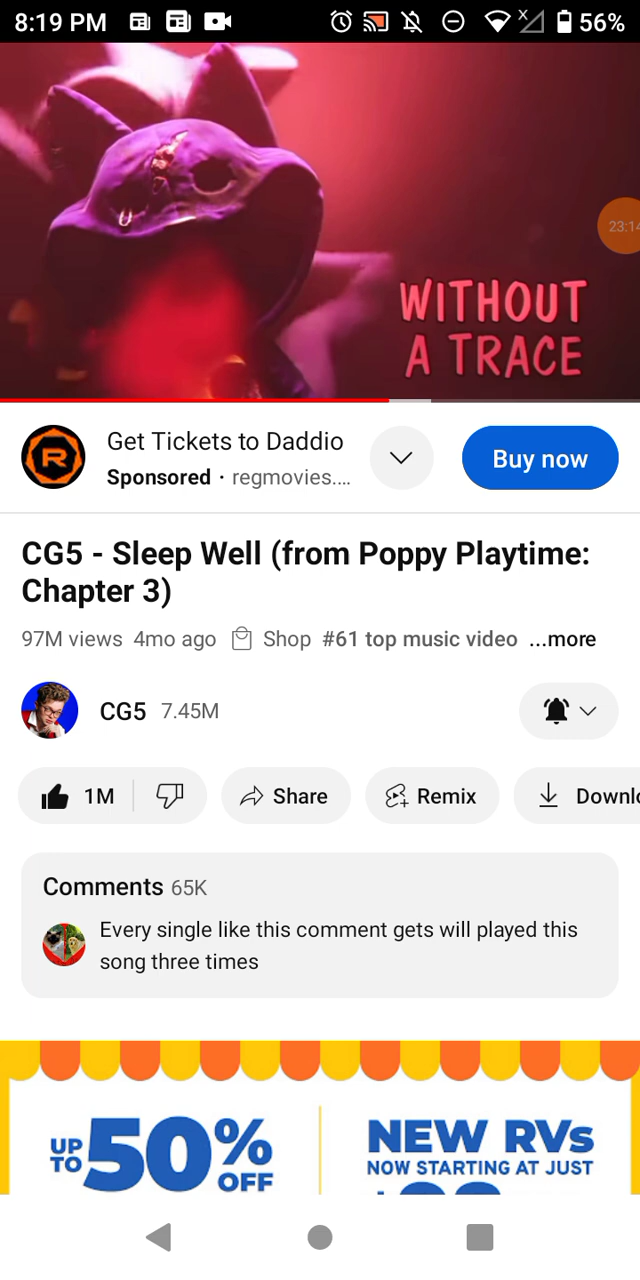 8:19 PM
56%
23:14
WITHOUT
A TRACE
Get Tickets to Daddio
Sponsored · regmovies....
Buy now
CG5 - Sleep Well (from Poppy Playtime:
Chapter 3)
97M views 4mo ago Shop #61 top music video ...more
CG5 7.45M
1M Share Remix Downlo
Comments 65K
Every single like this comment gets will played this
song three times
UP TO 50% OFF
NEW RVs
NOW STARTING AT JUST